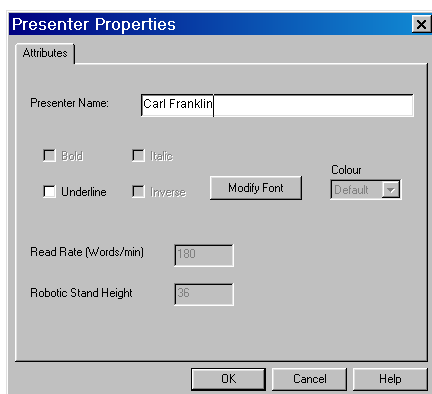 Presenter Properties
Attributes
Presenter Name: Carl Franklin
Bold Italic
Colour
Underline Inverse Modify Font Default
Read Rate (Words/min) 180
Robotic Stand Height 36
OK Cancel Help